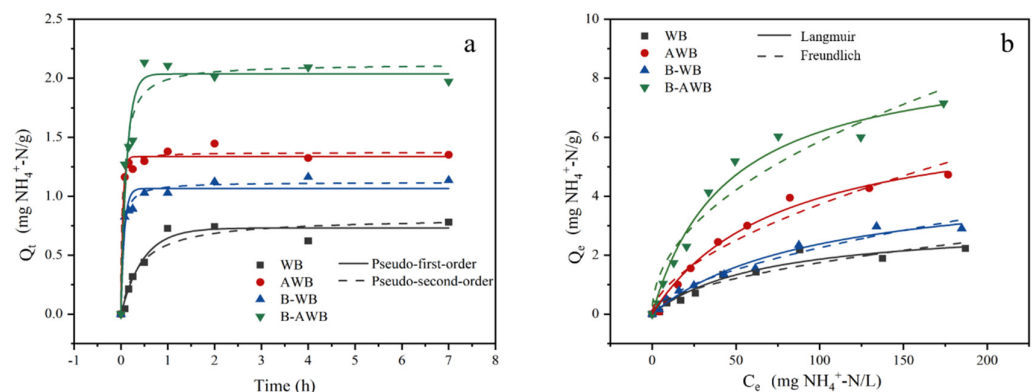 a
2.5
2.0
1.5
1.0
0.5
0.0
Qt (mg NH4+-N/g)
WB
AWB
B-WB
B-AWB
Pseudo-first-order
Pseudo-second-order
-1 0 1 2 3 4 5 6 7 8
Time (h)
b
10
8
6
4
2
0
Qe (mg NH4+-N/g)
WB
AWB
B-WB
B-AWB
Langmuir
Freundlich
0 50 100 150 200
Ce (mg NH4+-N/L)